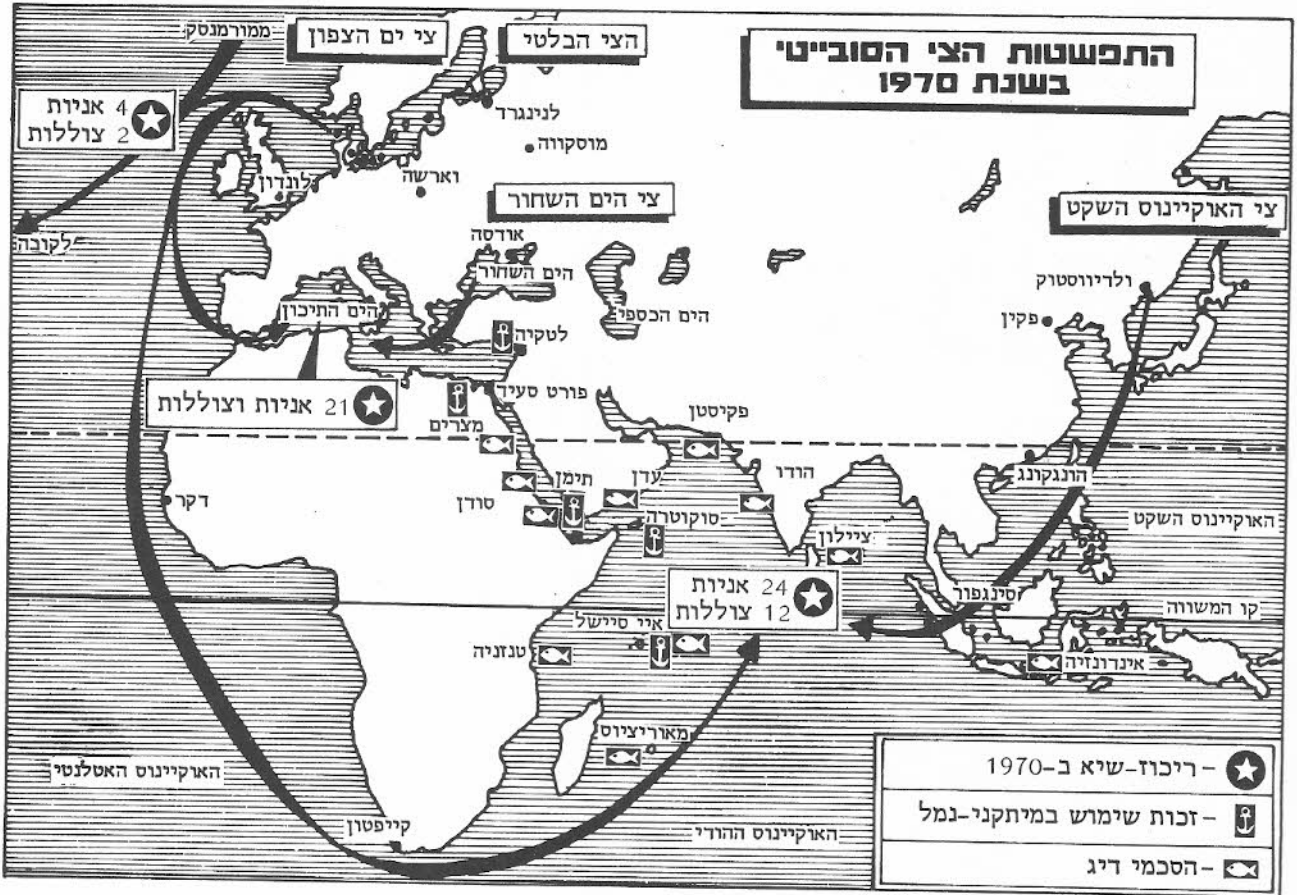 התפשטות הצי הסובייטי
בשנת 1970
ממורמנסק
צי ים הצפון
הצי הבלטי
4 אניות
2 צוללות
לנינגרד
מוסקווה
וארשה
לונדון
לקובה
צי הים השחור
צי האוקיינוס השקט
אודסה
הים השחור
ולדיווסטוק
הים התיכון
הים הכספי
פקין
לטקיה
21 אניות וצוללות
פורט סעיד
מצרים
פקיסטן
הודו
הונגקונג
עדן
תימן
סודן
דקר
סוקוטרה
האוקיינוס השקט
ציילון
24 אניות
12 צוללות
סינגפור
קו המשווה
איי סיישל
טנזניה
אינדונזיה
מאוריציוס
האוקיינוס האטלנטי
קייפטון
האוקיינוס ההודי
- ריכוז-שיא ב-1970
- זכות שימוש במיתקני-נמל
- הסכמי דיג